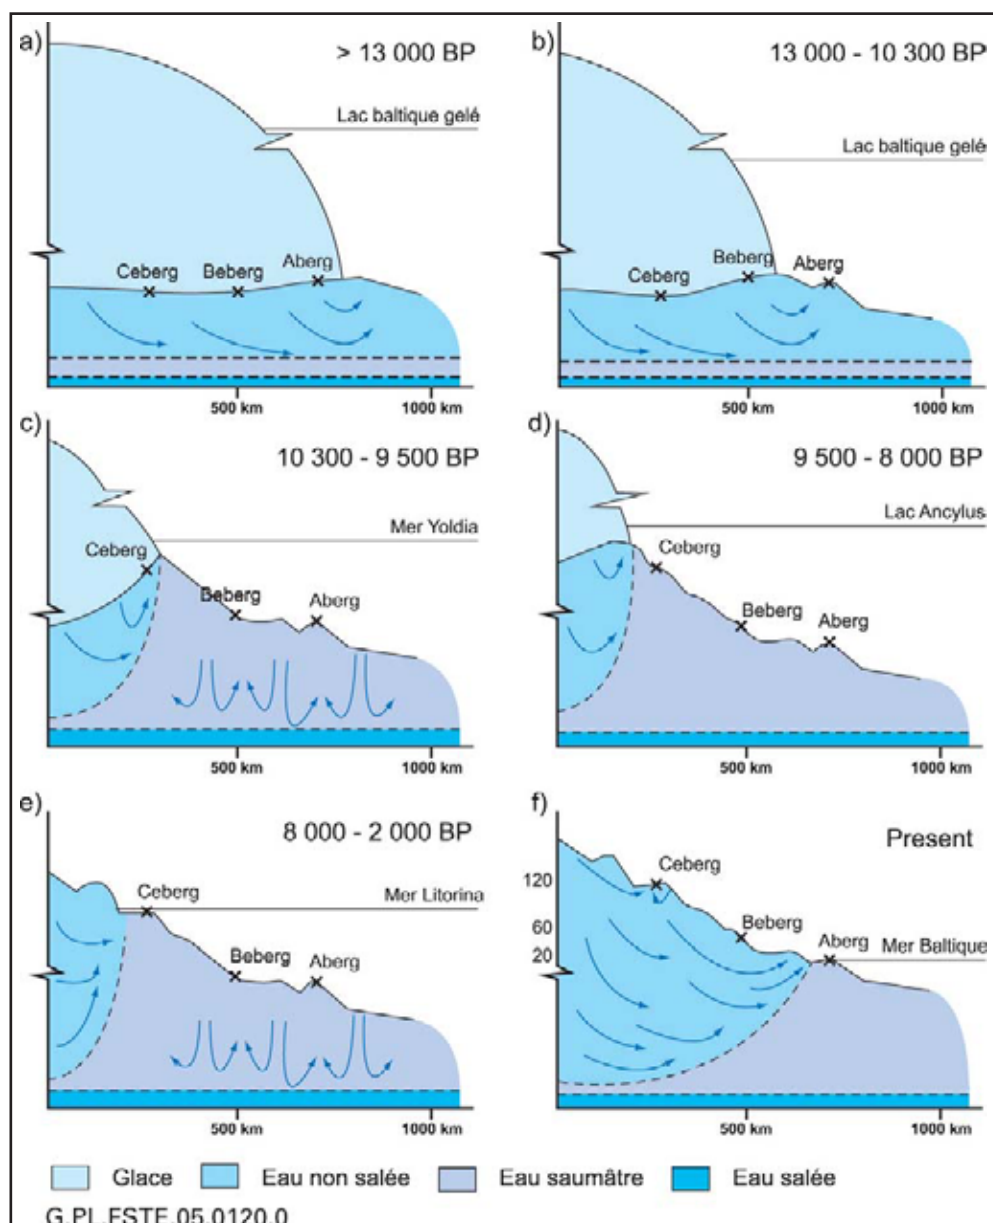 a)
> 13 000 BP
Lac baltique gelé
Ceberg
Beberg
Aberg
500 km
1000 km
b)
13 000 - 10 300 BP
Lac baltique gelé
Ceberg
Beberg
Aberg
500 km
1000 km
c)
10 300 - 9 500 BP
Mer Yoldia
Ceberg
Beberg
Aberg
500 km
1000 km
d)
9 500 - 8 000 BP
Lac Ancylus
Ceberg
Beberg
Aberg
500 km
1000 km
e)
8 000 - 2 000 BP
Mer Litorina
Ceberg
Beberg
Aberg
500 km
1000 km
f)
Present
120
60
20
Ceberg
Beberg
Aberg
Mer Baltique
500 km
1000 km
Glace
Eau non salée
Eau saumâtre
Eau salée
G.PL.FSTE.05.0120.0